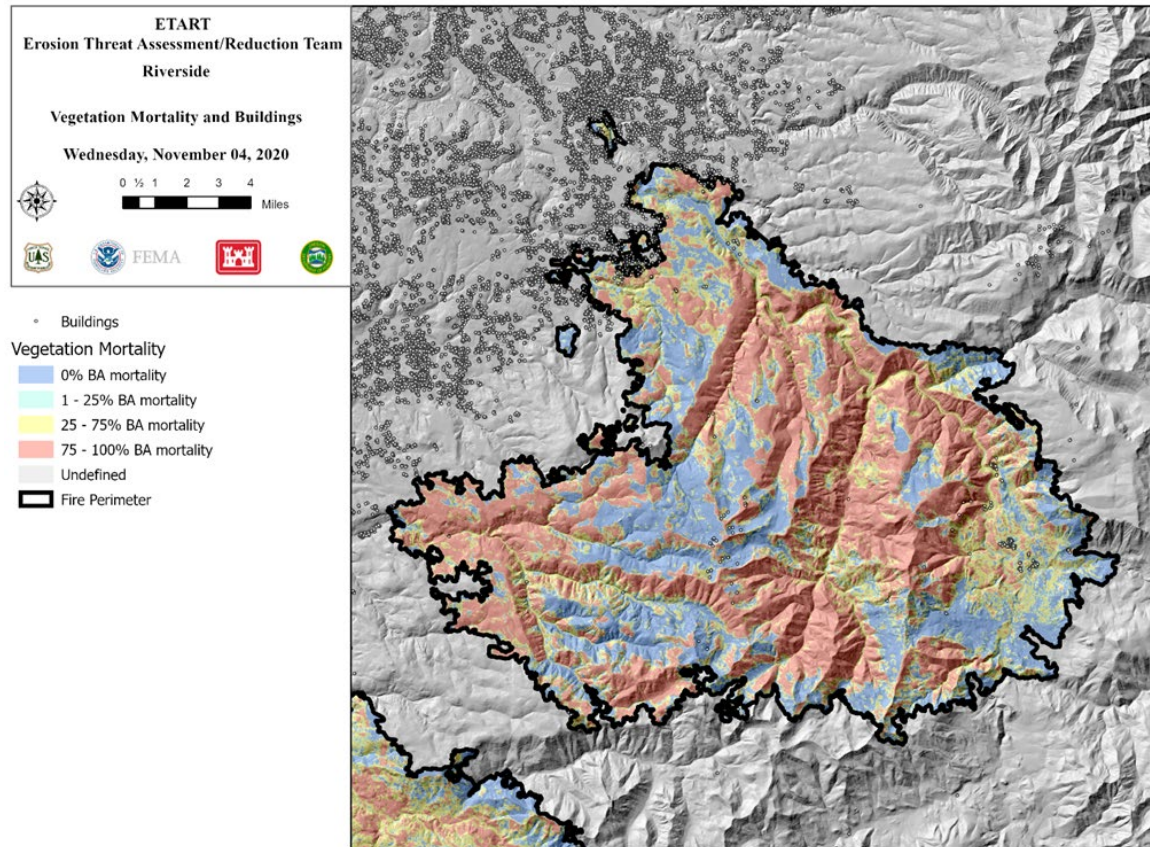 ETART
Erosion Threat Assessment/Reduction Team
Riverside
Vegetation Mortality and Buildings
Wednesday, November 04, 2020
0 ½ 1 2 3 4
Miles
UAS
FEMA
Buildings
Vegetation Mortality
0% BA mortality
1 - 25% BA mortality
25 - 75% BA mortality
75 - 100% BA mortality
Undefined
Fire Perimeter